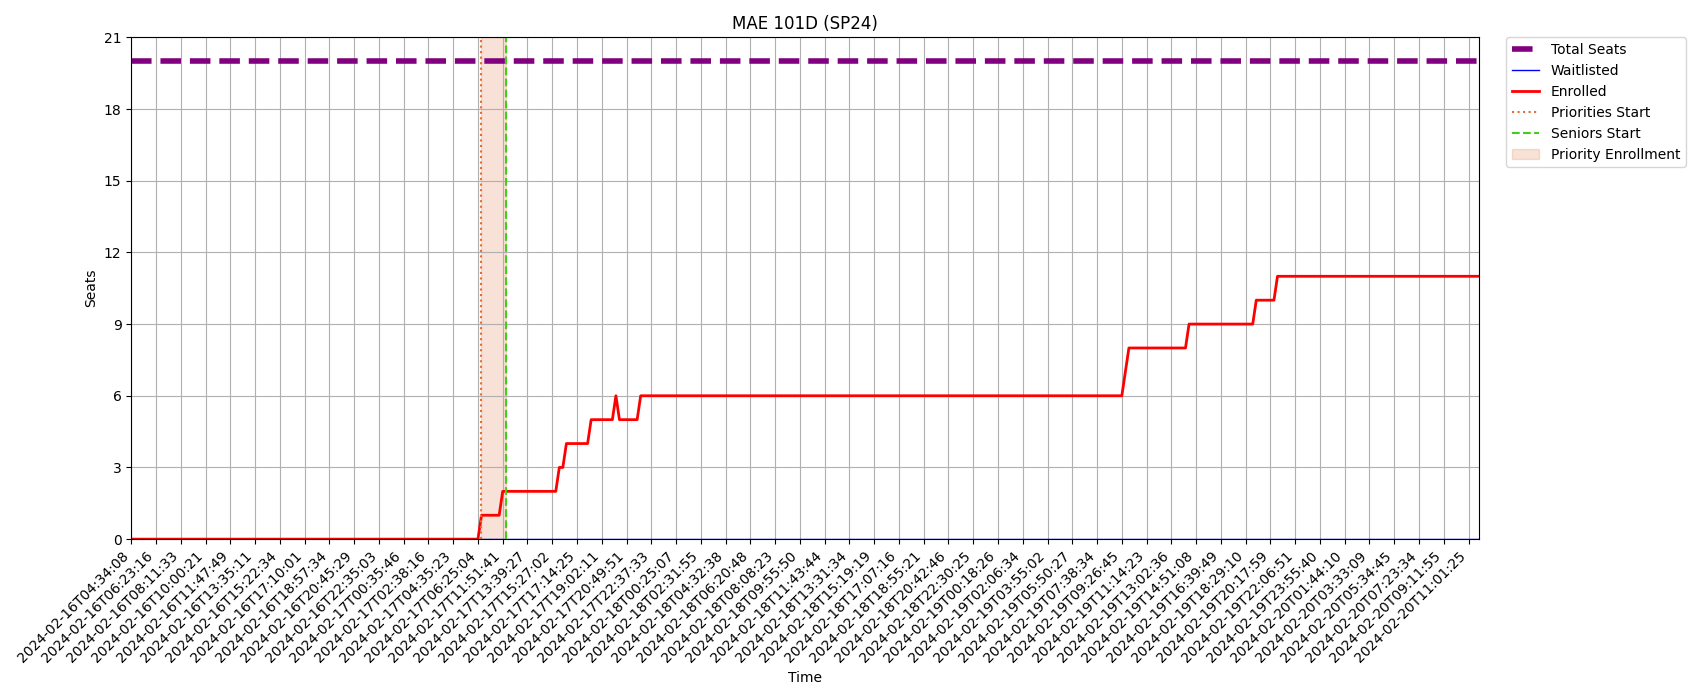 MAE 101D (SP24)
21
18
15
12
9
6
3
0
Seats
2024-02-16T04:34:08
2024-02-16T06:23:16
2024-02-16T08:11:33
2024-02-16T10:00:21
2024-02-16T11:47:49
2024-02-16T13:35:11
2024-02-16T15:22:34
2024-02-16T17:10:01
2024-02-16T18:57:34
2024-02-16T20:45:29
2024-02-16T22:35:03
2024-02-17T00:35:46
2024-02-17T02:38:16
2024-02-17T04:35:23
2024-02-17T06:25:04
2024-02-17T11:51:41
2024-02-17T13:39:27
2024-02-17T15:27:02
2024-02-17T17:14:25
2024-02-17T19:02:11
2024-02-17T20:49:51
2024-02-17T22:37:33
2024-02-18T00:25:07
2024-02-18T02:31:55
2024-02-18T04:32:38
2024-02-18T06:20:48
2024-02-18T08:08:23
2024-02-18T09:55:50
2024-02-18T11:43:44
2024-02-18T13:31:34
2024-02-18T15:19:19
2024-02-18T17:07:16
2024-02-18T18:55:21
2024-02-18T20:42:46
2024-02-18T22:30:25
2024-02-19T00:18:26
2024-02-19T02:06:34
2024-02-19T03:55:02
2024-02-19T05:50:27
2024-02-19T07:38:34
2024-02-19T09:26:45
2024-02-19T11:14:23
2024-02-19T13:02:36
2024-02-19T14:51:08
2024-02-19T16:39:49
2024-02-19T18:29:10
2024-02-19T20:17:59
2024-02-19T22:06:51
2024-02-19T23:55:40
2024-02-20T01:44:10
2024-02-20T03:33:09
2024-02-20T05:34:45
2024-02-20T07:23:34
2024-02-20T09:11:55
2024-02-20T11:01:25
Time
Total Seats
Waitlisted
Enrolled
Priorities Start
Seniors Start
Priority Enrollment